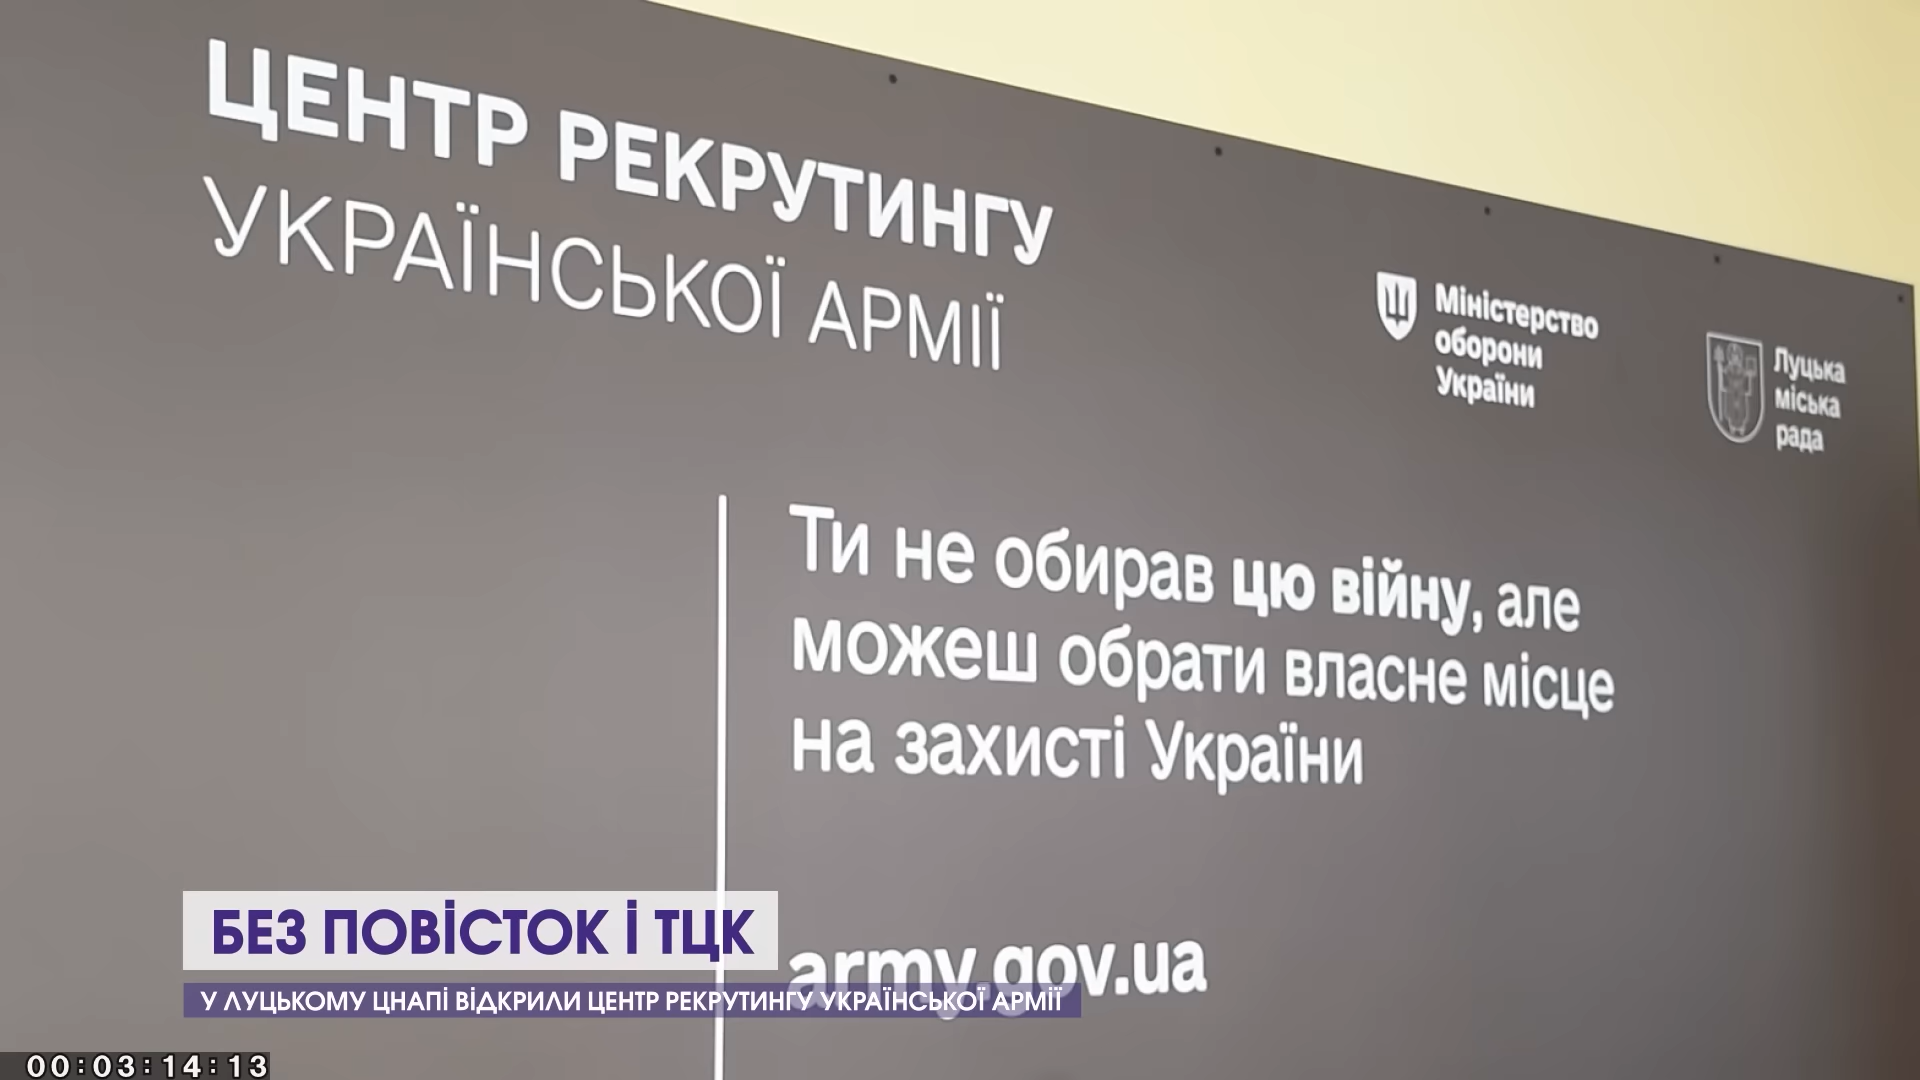 ЦЕНТР РЕКРУТИНГУ
УКРАЇНСЬКОЇ АРМІЇ
Міністерство
оборони
України
Луцька
міська
рада
Ти не обирав цю війну, але
можеш обрати власне місце
на захисті України
army.gov.ua
БЕЗ ПОВІСТОК І ТЦК
У ЛУЦЬКОМУ ЦНАПІ ВІДКРИЛИ ЦЕНТР РЕКРУТИНГУ УКРАЇНСЬКОЇ АРМІЇ
00:03:14:13